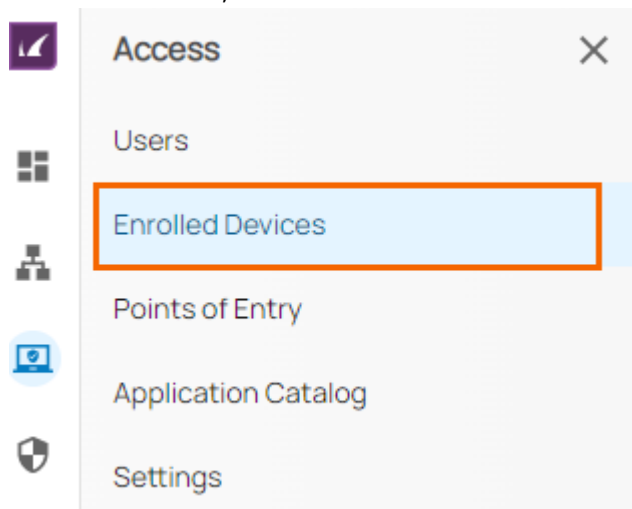 Access
Users
Enrolled Devices
Points of Entry
Application Catalog
Settings